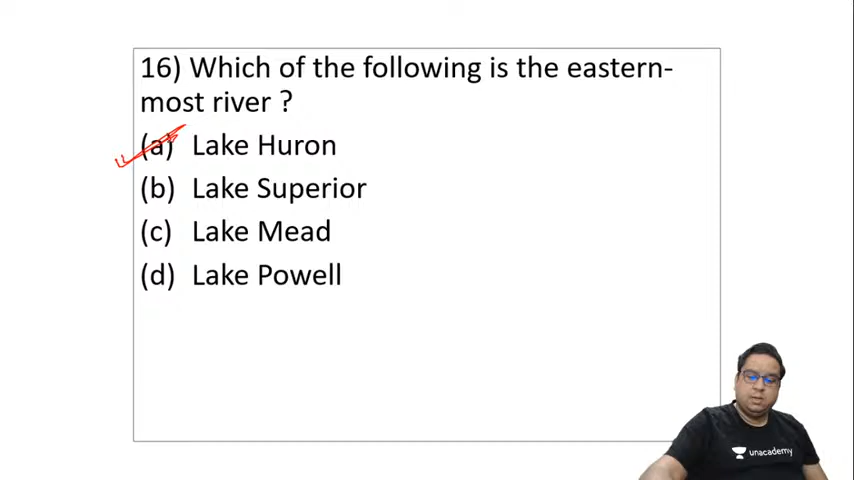 16) Which of the following is the eastern-
most river ?
(a) Lake Huron
(b) Lake Superior
(c) Lake Mead
(d) Lake Powell
unacademy